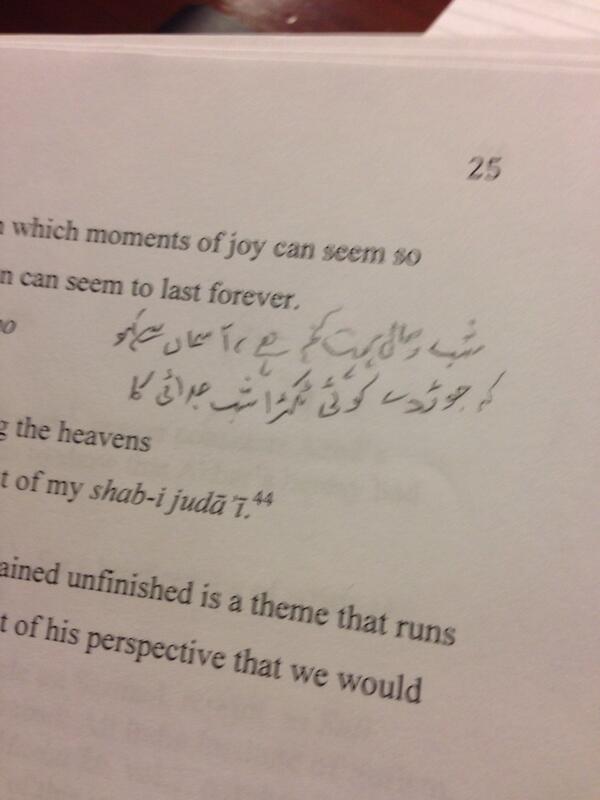 25
which moments of joy can seem so
n can seem to last forever.
شب وصال بہت کم ہے، آسماں سے کہو
کہ جوڑ دے کوئی ٹکڑا شب جدائی کا
g the heavens
t of my shab-i judā'ī.44
ained unfinished is a theme that runs
t of his perspective that we would